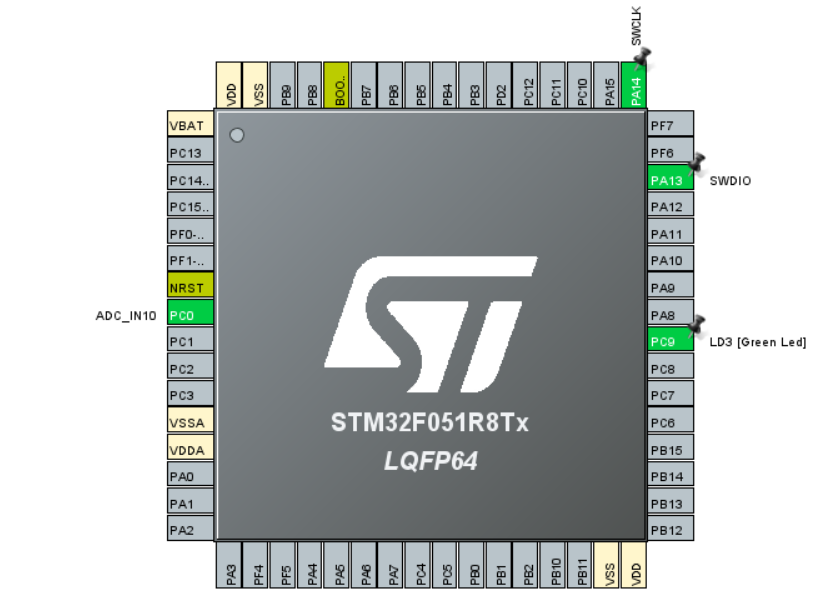 SWCLK
VDD
VSS
PB9
PB8
BOO..
PB7
PB6
PB5
PB4
PB3
PD2
PC12
PC11
PC10
PA15
PA14
VBAT
PC13
PC14..
PC15..
PF0-..
PF1-..
NRST
ADC_IN10 PC0
PC1
PC2
PC3
VSSA
VDDA
PA0
PA1
PA2
STM32F051R8Tx
LQFP64
PF7
PF6
PA13 SWDIO
PA12
PA11
PA10
PA9
PA8
PC9 LD3 [Green Led]
PC8
PC7
PC6
PB15
PB14
PB13
PB12
PA3
PF4
PF5
PA4
PA5
PA6
PA7
PC4
PC5
PB0
PB1
PB2
PB10
PB11
VSS
VDD